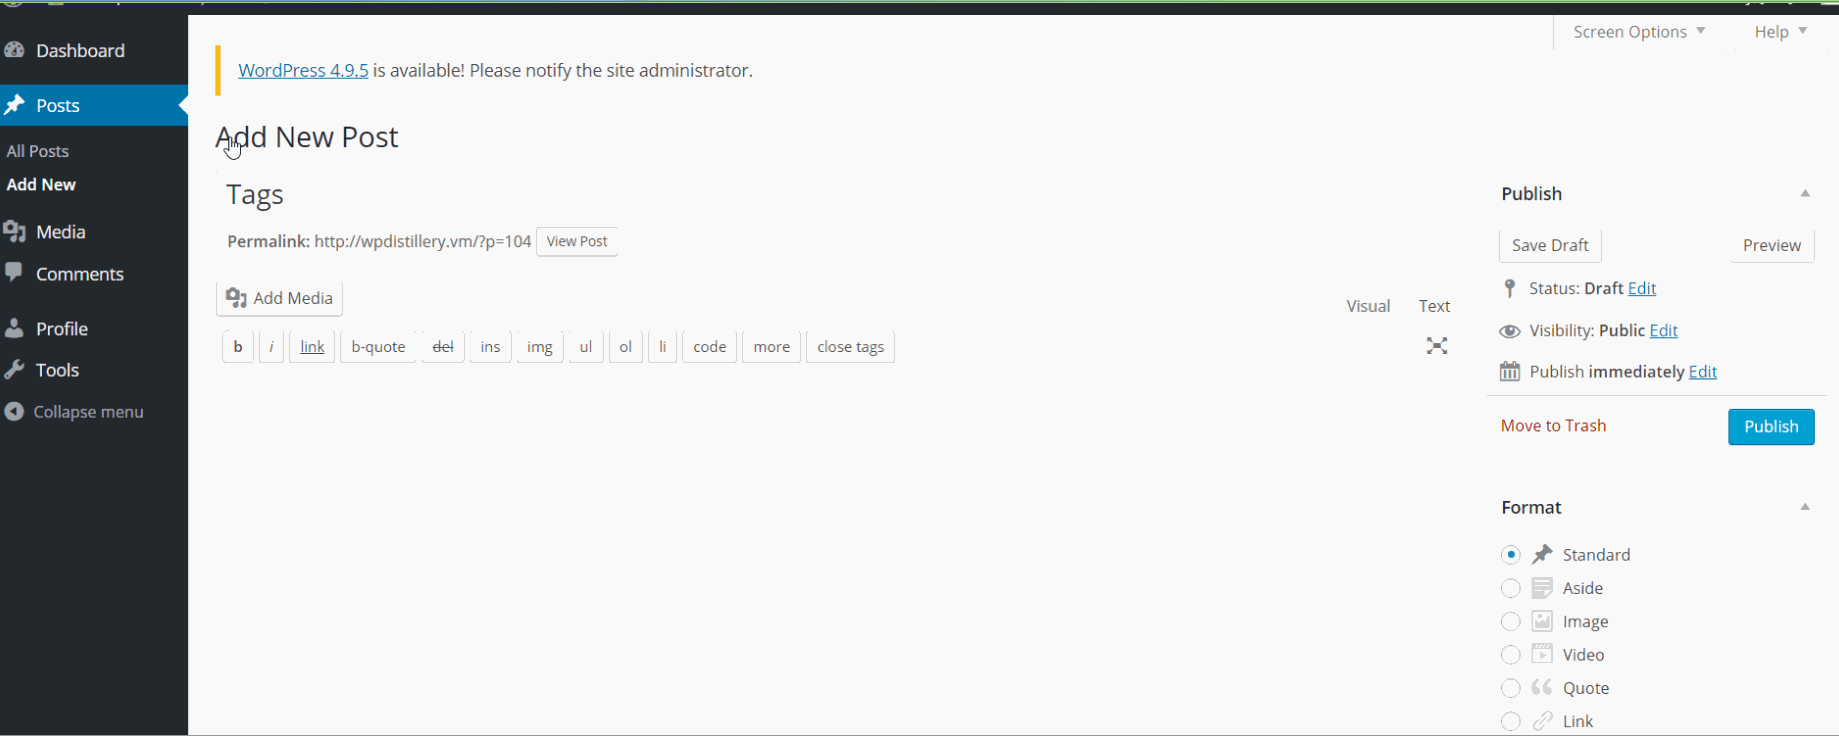 Screen Options
Help
Dashboard
WordPress 4.9.5 is available! Please notify the site administrator.
Posts
Add New Post
All Posts
Add New
Tags
Publish
Media
Permalink: http://wpdistillery.vm/?p=104 View Post
Save Draft
Preview
Comments
Add Media
Status: Draft Edit
Visual
Text
Profile
Visibility: Public Edit
b
i
link
b-quote
del
ins
img
ul
ol
li
code
more
close tags
Tools
Publish immediately Edit
Collapse menu
Move to Trash
Publish
Format
Standard
Aside
Image
Video
Quote
Link